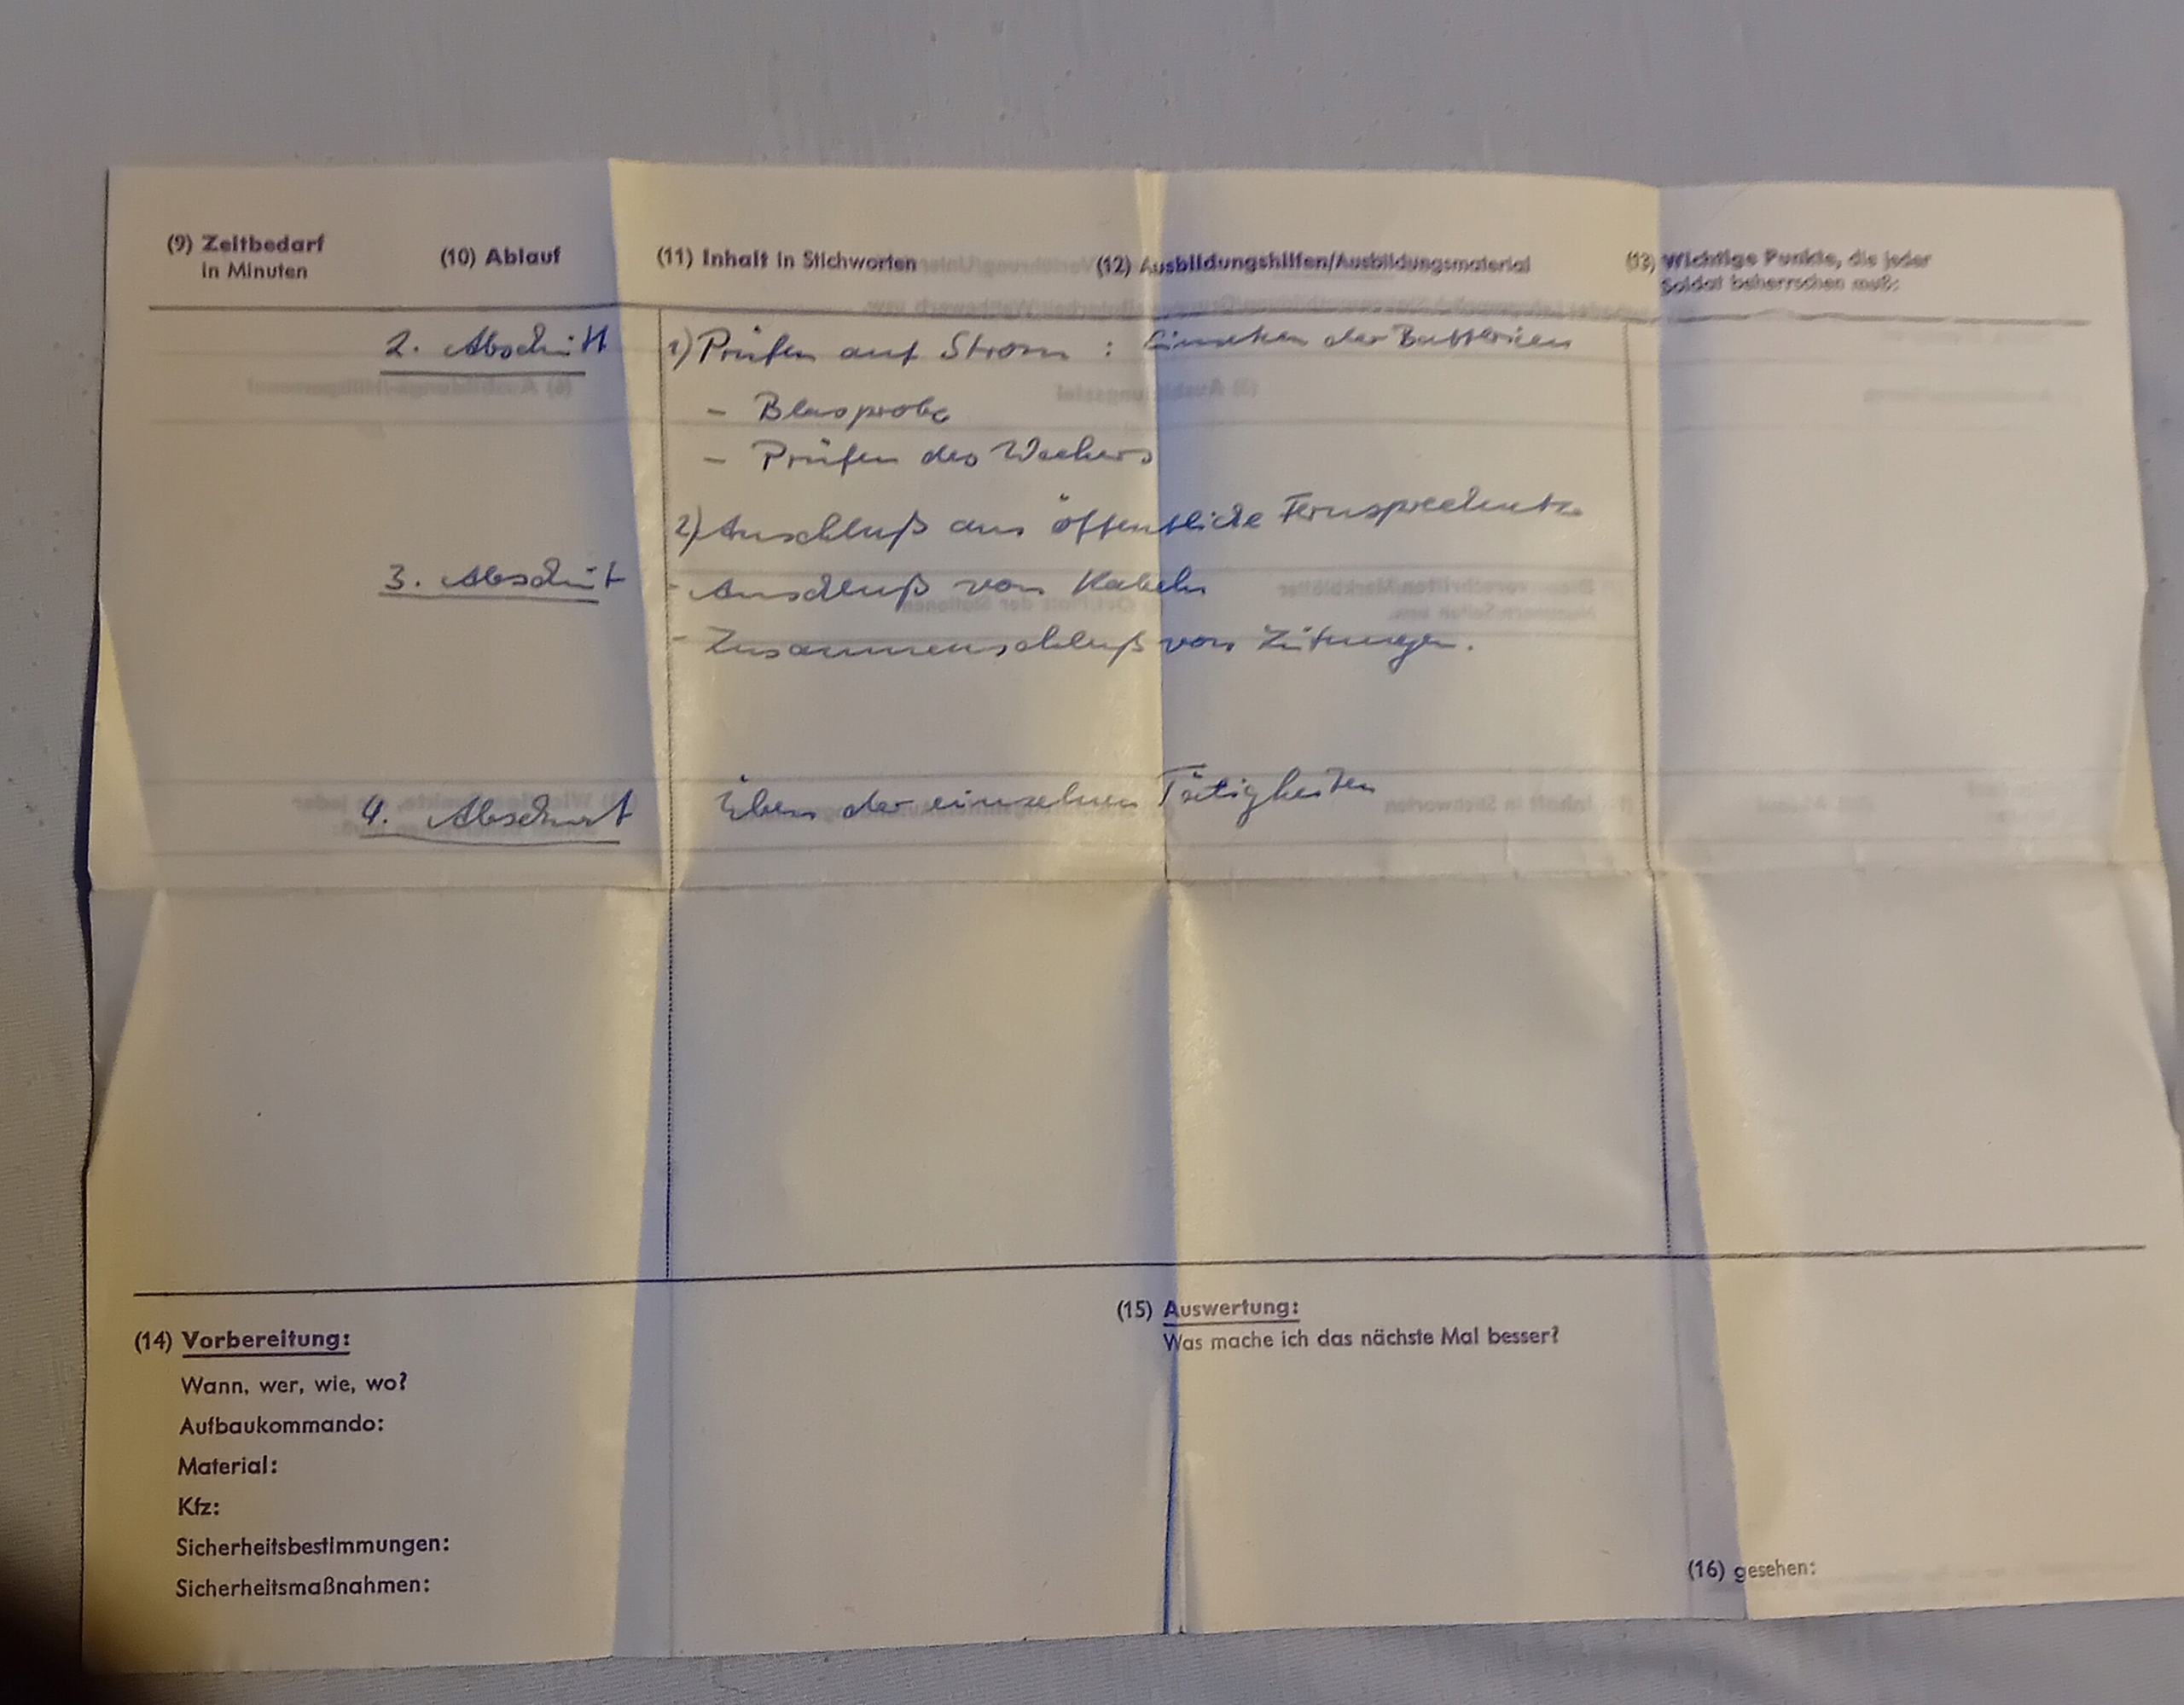 (9) Zeitbedarf in Minuten
(10) Ablauf
(11) Inhalt in Stichworten
(12) Ausbildungshilfen/Ausbildungsmaterial
(13) Wichtige Punkte, die jeder
Soldat beherrschen muß:
2. Abschnitt
1) Prüfen auf Strom : Einsetzen der Batterien
- Blasprobe
- Prüfen des Weckers
2) Anschluß ans öffentliche
3. Abschnitt
- Anschluß von Kabeln
- Zusammenschluß von Leitungen.
4. Abschnitt
Üben der einzelnen Tätigkeiten
(14) Vorbereitung:
Wann, wer, wie, wo?
Aufbaukommando:
Material:
Kfz:
Sicherheitsbestimmungen:
Sicherheitsmaßnahmen:
(15) Auswertung:
Was mache ich das nächste Mal besser?
(16) gesehen: